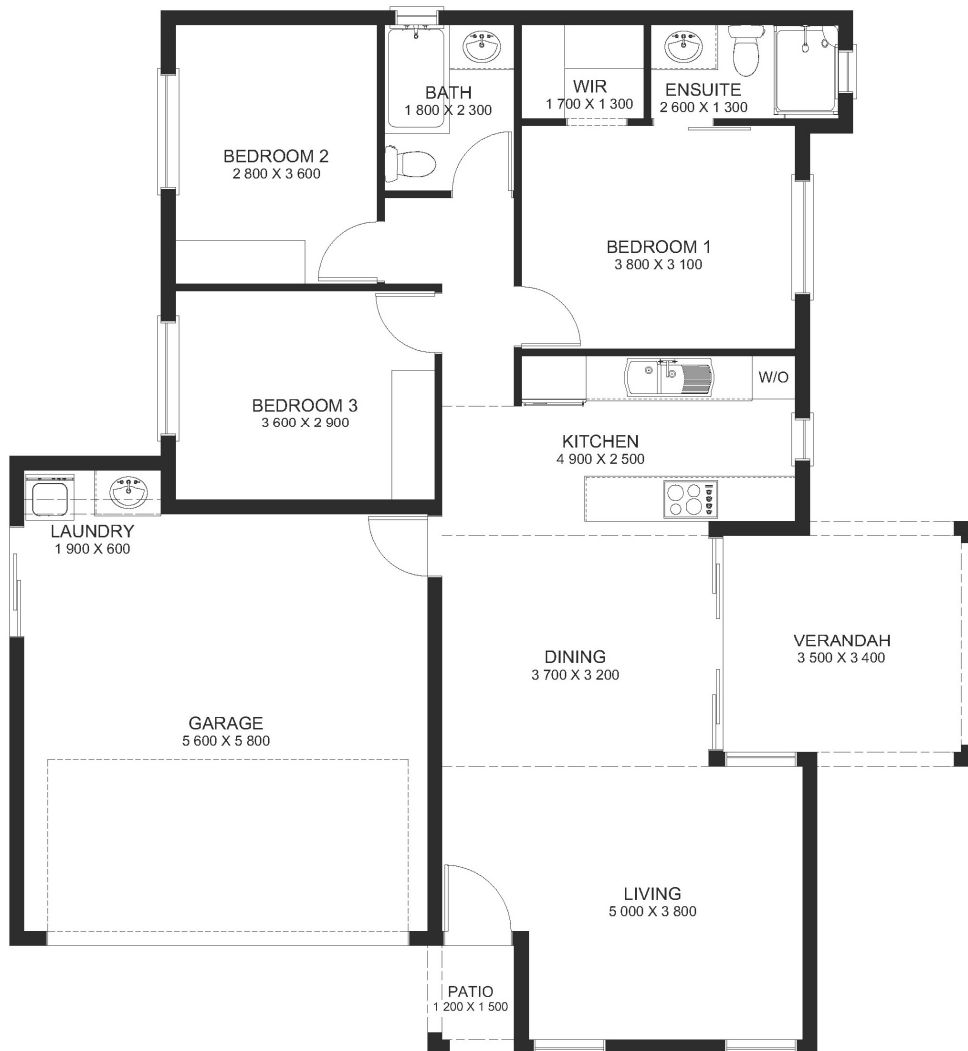 BATH
1 800 X 2 300
WIR
1 700 X 1 300
ENSUITE
2 600 X 1 300
BEDROOM 2
2 800 X 3 600
BEDROOM 1
3 800 X 3 100
W/O
BEDROOM 3
3 600 X 2 900
KITCHEN
4 900 X 2 500
LAUNDRY
1 900 X 600
DINING
3 700 X 3 200
VERANDAH
3 500 X 3 400
GARAGE
5 600 X 5 800
LIVING
5 000 X 3 800
PATIO
1 200 X 1 500